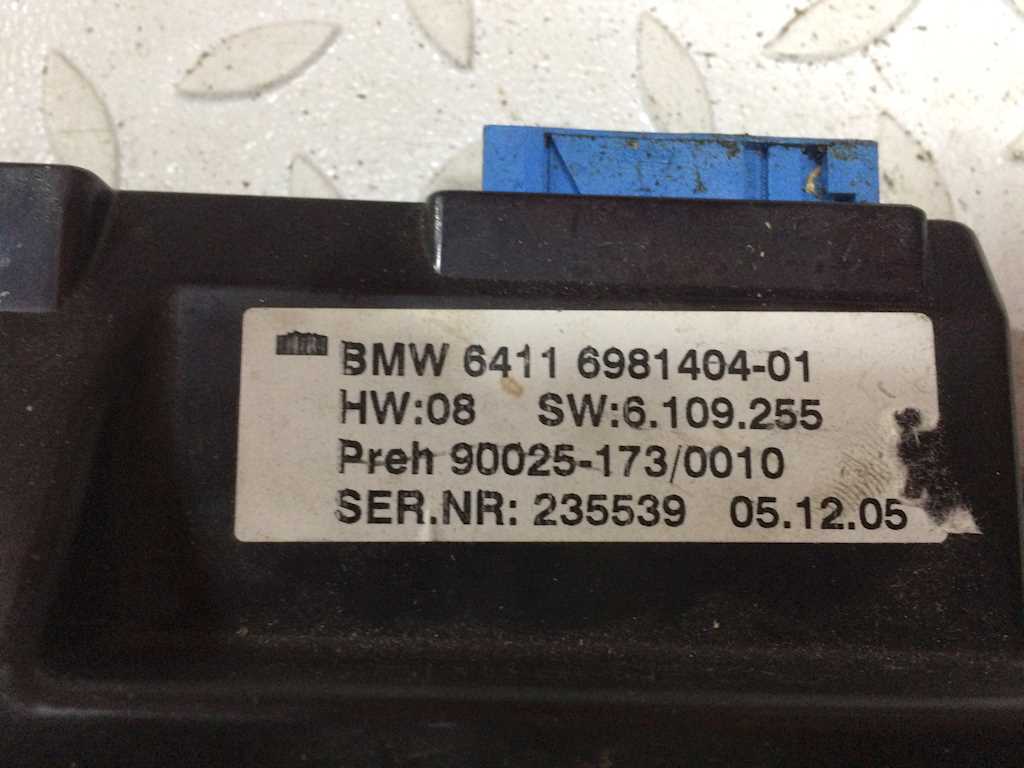 BMW 6411 6981404-01
HW:08 SW:6.109.255
Preh 90025-173/0010
SER.NR: 235539 05.12.05